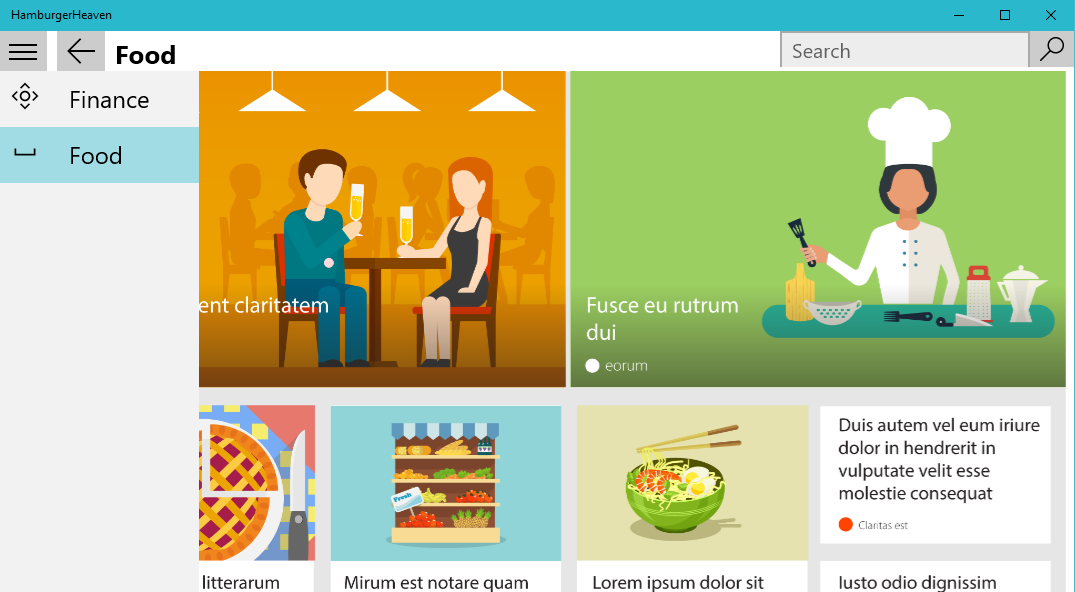 HamburgerHeaven
Food
Search
Finance
Food
ent claritatem
Fusce eu rutrum
dui
eorum
Fresh
Duis autem vel eum iriure
dolor in hendrerit in
vulputate velit esse
molestie consequat
Claritas est
litterarum
Mirum est notare quam
Lorem ipsum dolor sit
Iusto odio dignissim